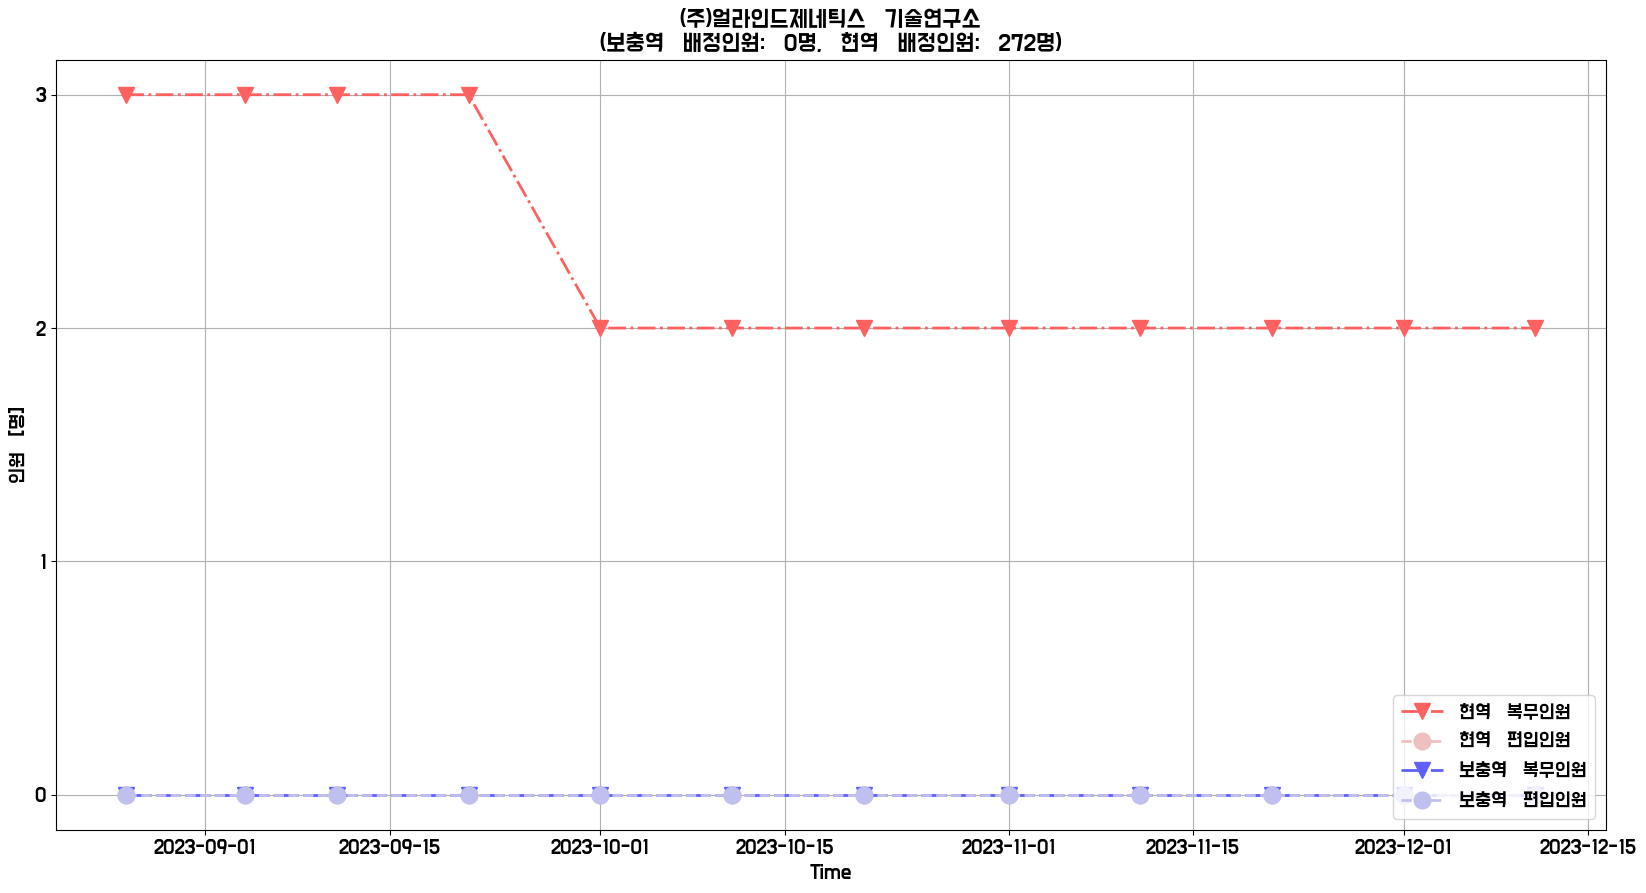 (주)얼라인드제네틱스 기술연구소
(보충역 배정인원: 0명, 현역 배정인원: 272명)
3
2
1
0
인원 [명]
현역 복무인원
현역 편입인원
보충역 복무인원
보충역 편입인원
2023-09-01 2023-09-15 2023-10-01 2023-10-15 2023-11-01 2023-11-15 2023-12-01 2023-12-15
Time